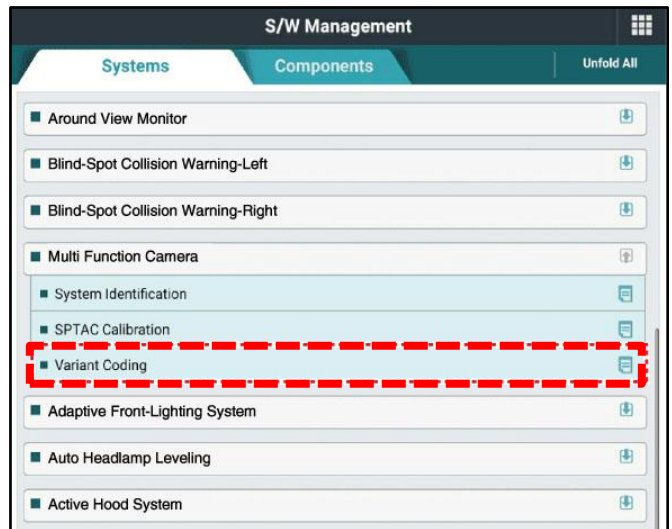 S/W Management
Systems Components Unfold All
Around View Monitor
Blind-Spot Collision Warning-Left
Blind-Spot Collision Warning-Right
Multi Function Camera
System Identification
SPTAC Calibration
Variant Coding
Adaptive Front-Lighting System
Auto Headlamp Leveling
Active Hood System